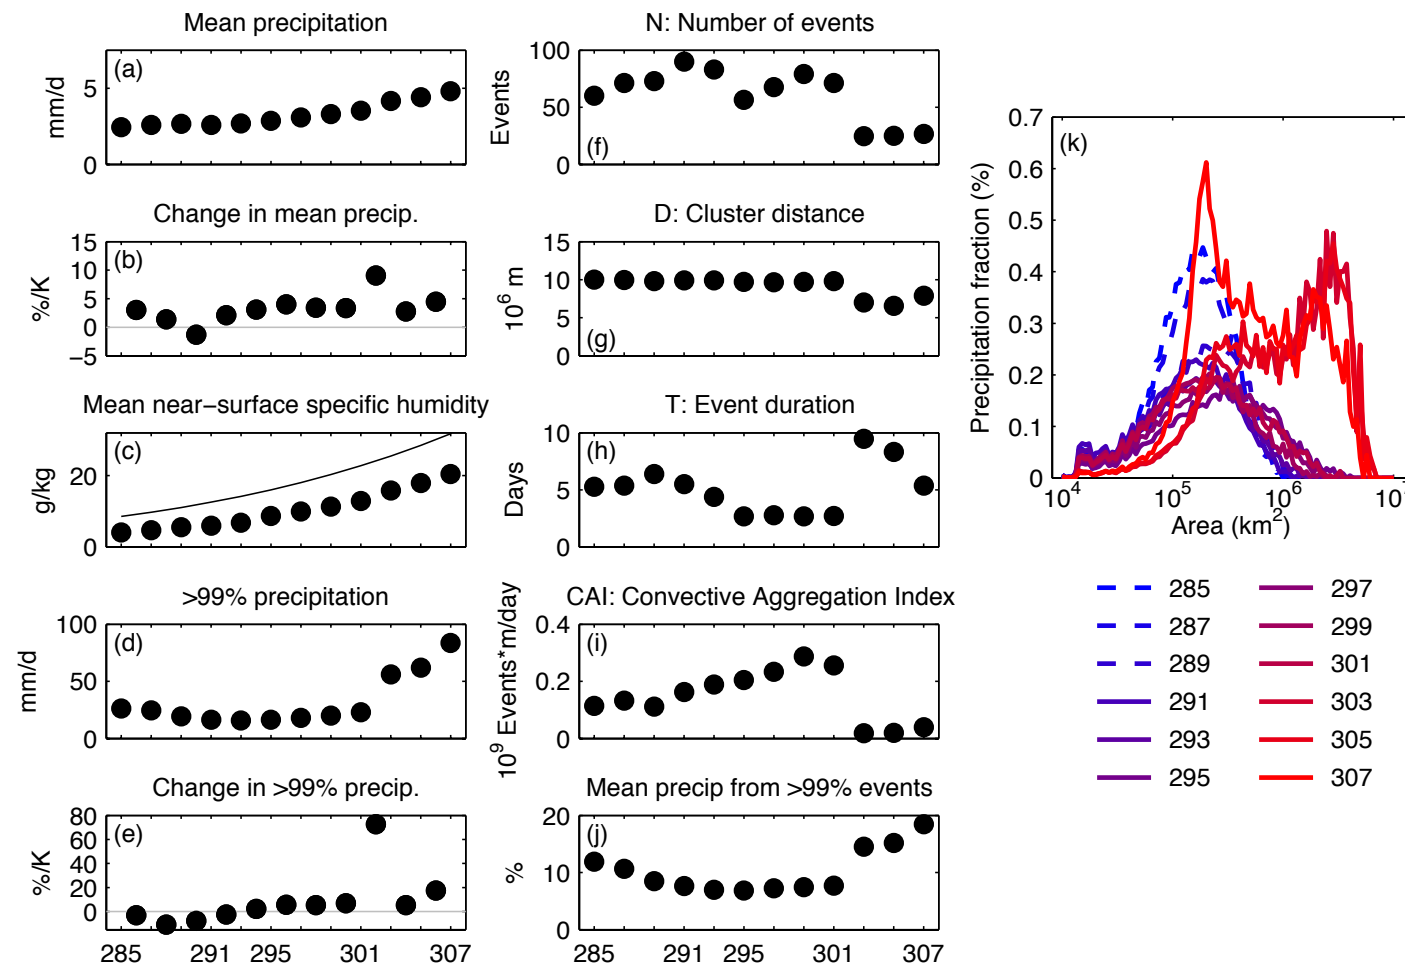 Mean precipitation
(a)
mm/d
5
0
Change in mean precip.
(b)
%/K
15
10
5
0
−5
Mean near−surface specific humidity
(c)
g/kg
20
0
>99% precipitation
(d)
mm/d
100
50
0
Change in >99% precip.
(e)
%/K
80
60
40
20
0
285 291 295 301 307
N: Number of events
(f)
Events
100
50
0
D: Cluster distance
(g)
10^6 m
15
10
5
0
T: Event duration
(h)
Days
10
5
0
CAI: Convective Aggregation Index
(i)
10^9 Events*m/day
0.4
0.2
0
Mean precip from >99% events
(j)
%
20
10
0
285 291 295 301 307
(k)
Precipitation fraction (%)
0.7
0.6
0.5
0.4
0.3
0.2
0.1
0
10^4 10^5 10^6
Area (km^2)
285 297
287 299
289 301
291 303
293 305
295 307